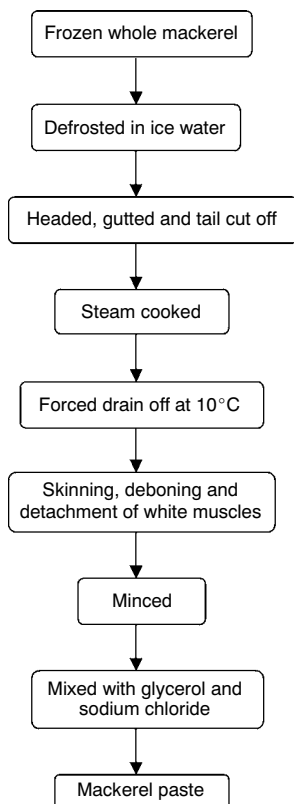 Frozen whole mackerel
Defrosted in ice water
Headed, gutted and tail cut off
Steam cooked
Forced drain off at 10°C
Skinning, deboning and
detachment of white muscles
Minced
Mixed with glycerol and
sodium chloride
Mackerel paste